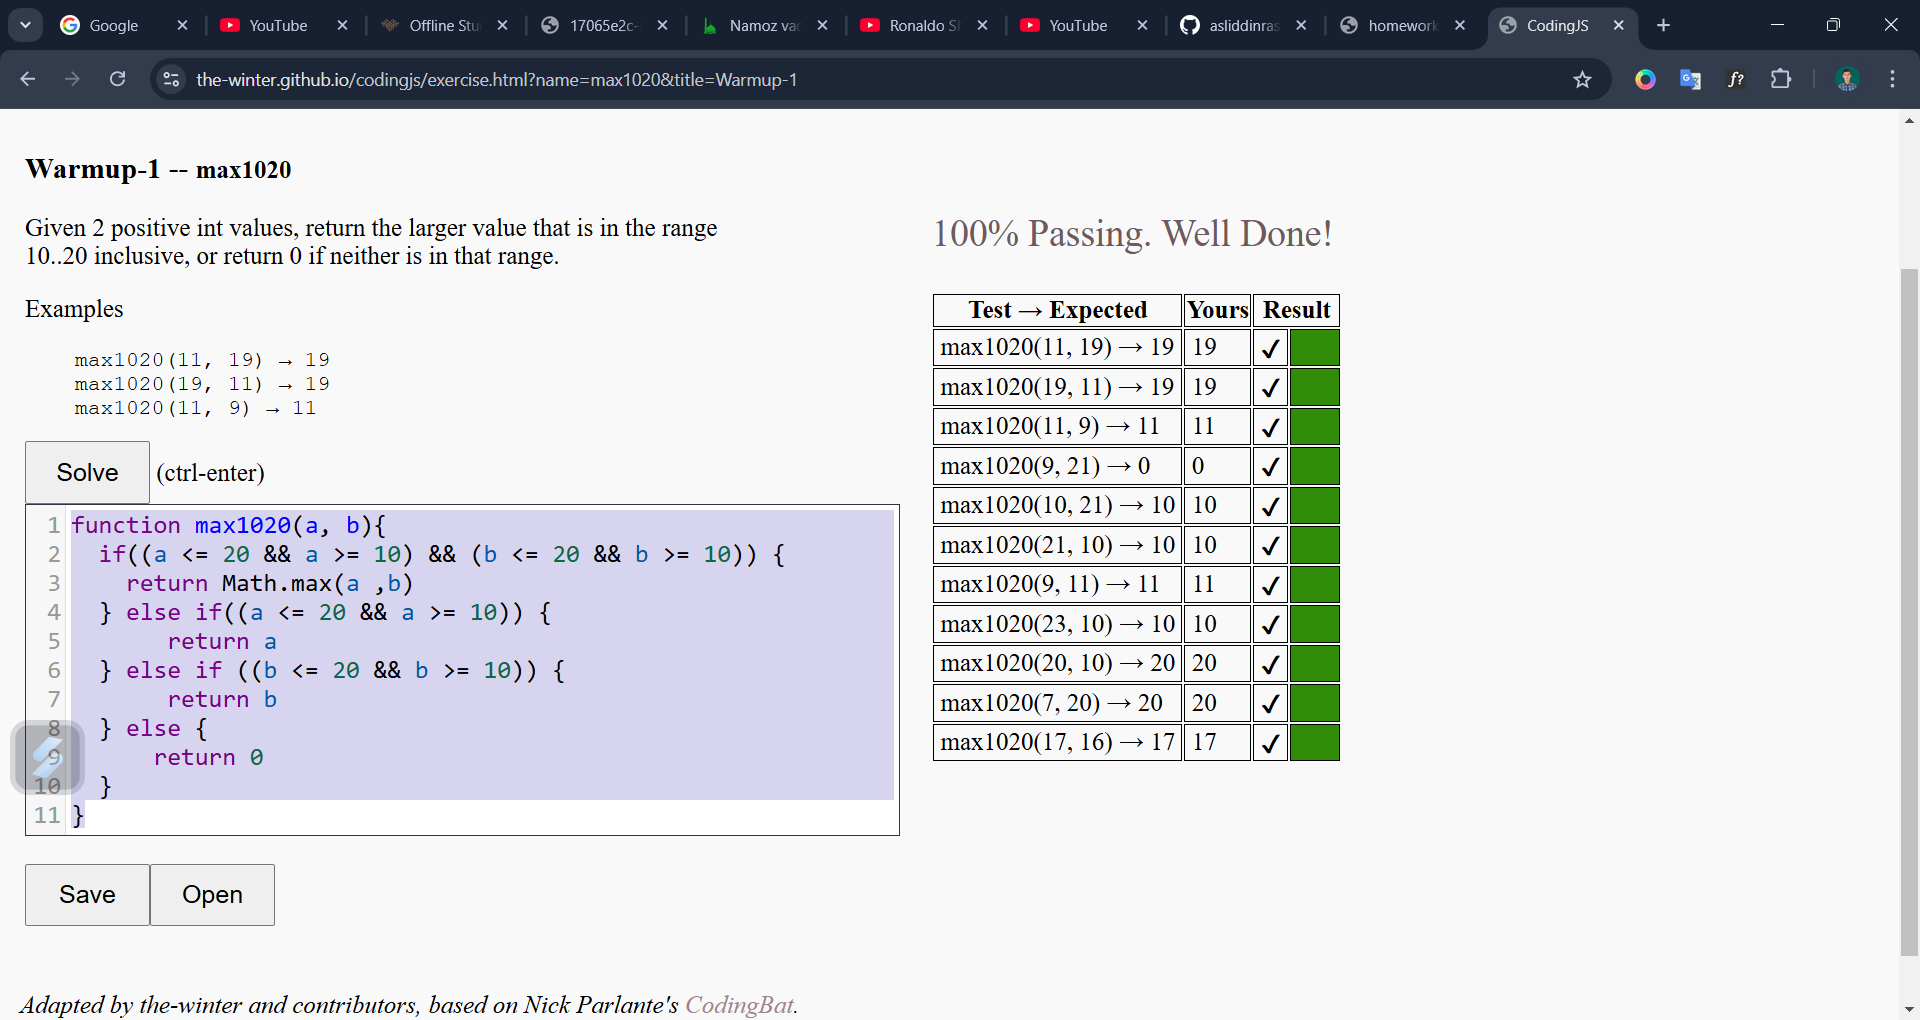 Google
YouTube
Offline Stu
17065e2c-
Namoz va
Ronaldo S
YouTube
asliddinras
homework
CodingJS
the-winter.github.io/codingjs/exercise.html?name=max1020&title=Warmup-1
f?
Warmup-1 -- max1020
Given 2 positive int values, return the larger value that is in the range
10..20 inclusive, or return 0 if neither is in that range.
Examples
max1020(11, 19) → 19
max1020(19, 11) → 19
max1020(11, 9) → 11
Solve (ctrl-enter)
1 function max1020(a, b){
2 if((a <= 20 && a >= 10) && (b <= 20 && b >= 10)) {
3 return Math.max(a ,b)
4 } else if((a <= 20 && a >= 10)) {
5 return a
6 } else if ((b <= 20 && b >= 10)) {
7 return b
8 } else {
9 return 0
10 }
11 }
Save Open
100% Passing. Well Done!
Test → Expected Yours Result
max1020(11, 19) → 19 19 ✓
max1020(19, 11) → 19 19 ✓
max1020(11, 9) → 11 11 ✓
max1020(9, 21) → 0 0 ✓
max1020(10, 21) → 10 10 ✓
max1020(21, 10) → 10 10 ✓
max1020(9, 11) → 11 11 ✓
max1020(23, 10) → 10 10 ✓
max1020(20, 10) → 20 20 ✓
max1020(7, 20) → 20 20 ✓
max1020(17, 16) → 17 17 ✓
Adapted by the-winter and contributors, based on Nick Parlante's CodingBat.